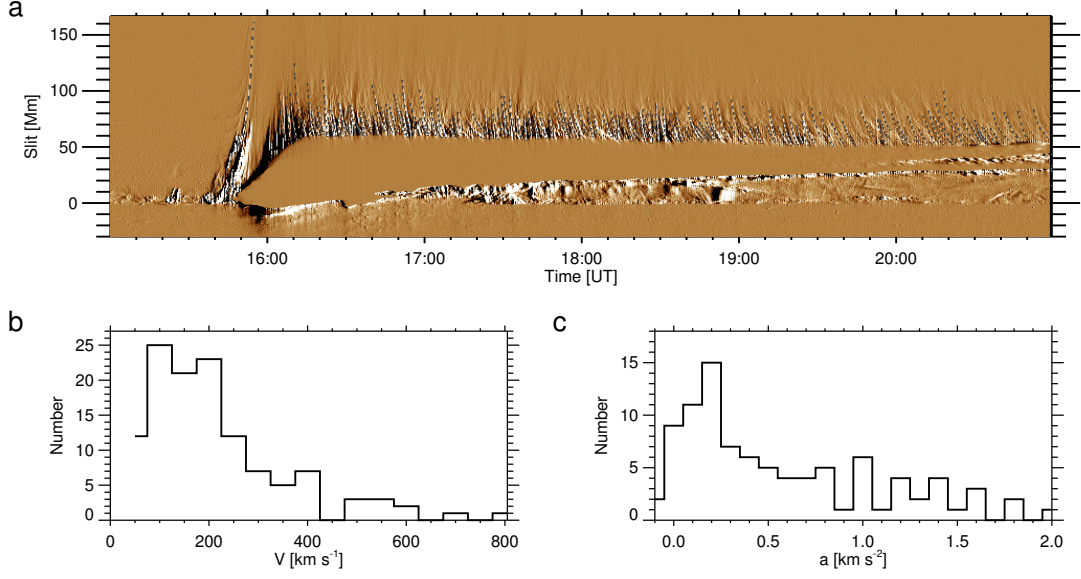 a
150
100
50
0
Slit [Mm]
16:00 17:00 18:00 19:00 20:00
Time [UT]
b
25
20
15
10
5
0
Number
0 200 400 600 800
V [km s⁻¹]
c
15
10
5
0
Number
0.0 0.5 1.0 1.5 2.0
a [km s⁻²]